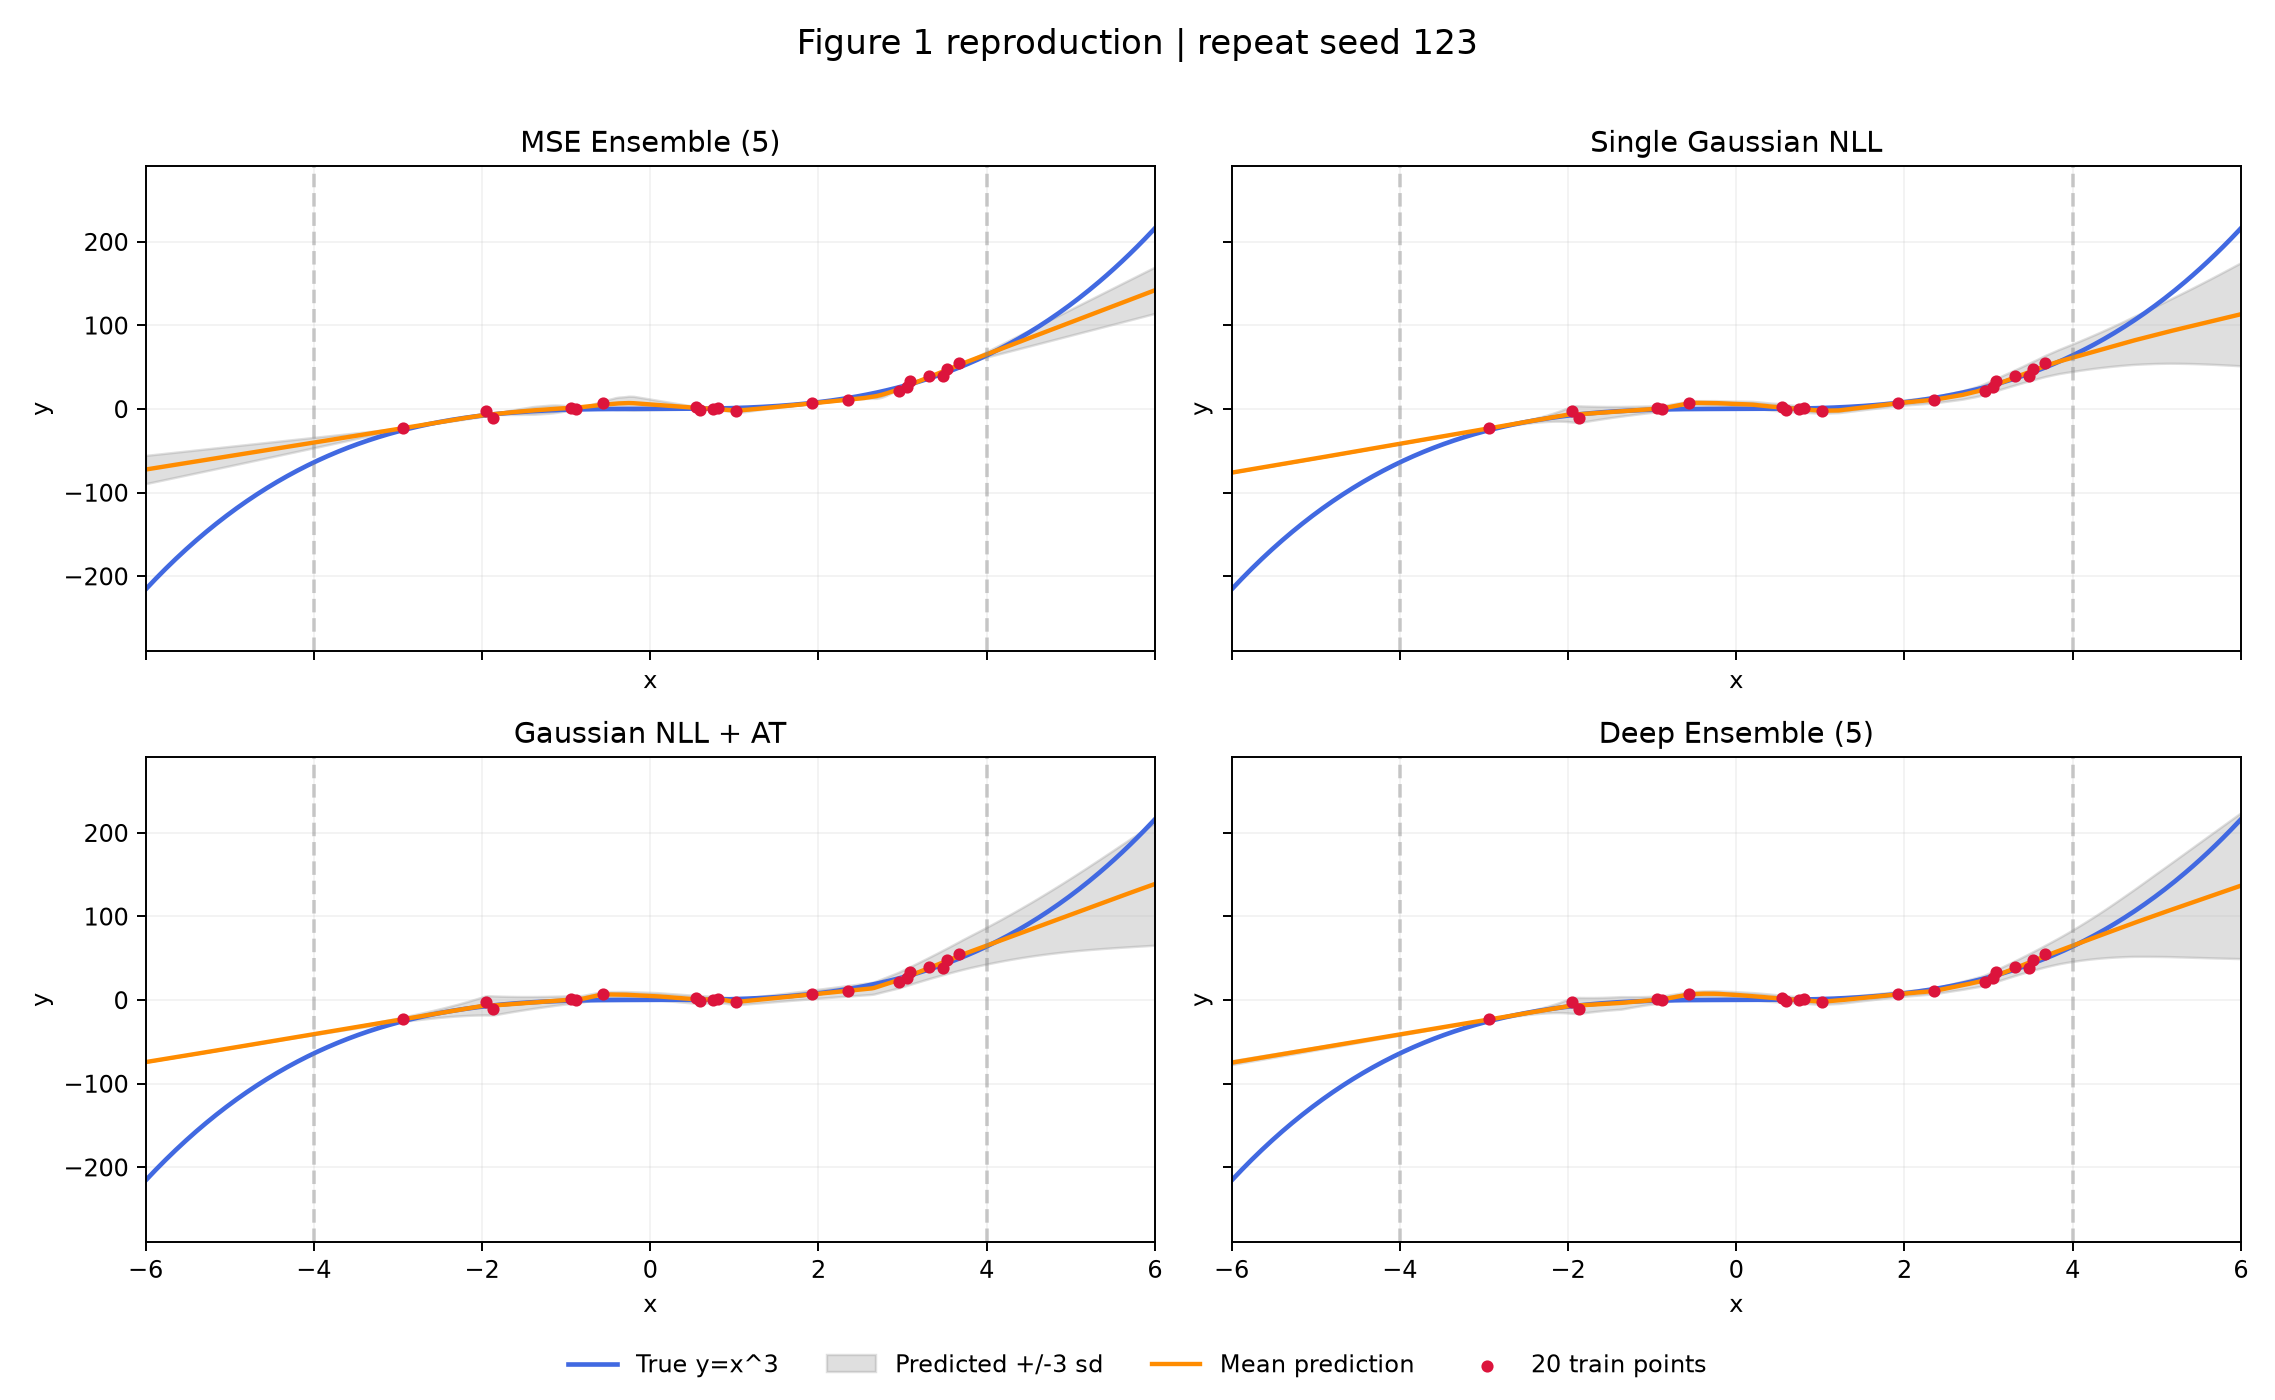 Figure 1 reproduction | repeat seed 123
MSE Ensemble (5)
Single Gaussian NLL
200
100
0
−100
−200
y
x
y
x
Gaussian NLL + AT
Deep Ensemble (5)
200
100
0
−100
−200
y
−6 −4 −2 0 2 4 6
x
y
−6 −4 −2 0 2 4 6
x
True y=x^3 Predicted +/-3 sd Mean prediction 20 train points